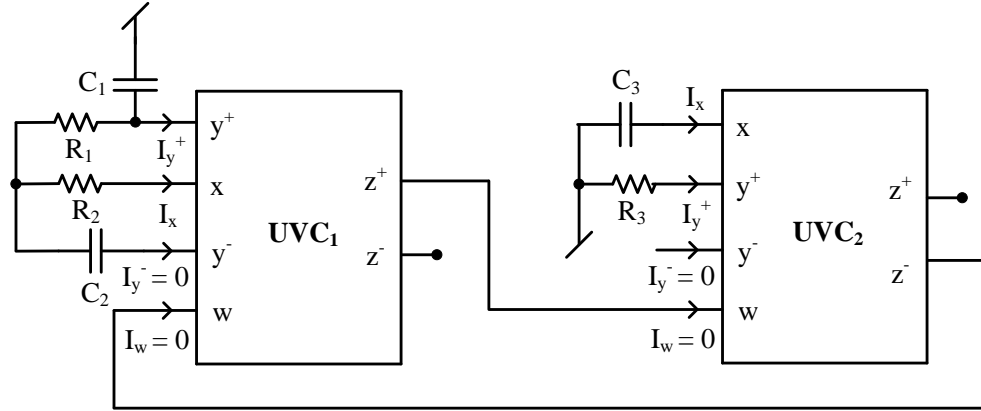 C1
R1
Iy+
y+
R2
Ix
x
C2
Iy- = 0
y-
Iw = 0
w
UVC1
z+
z-
C3
Ix
x
R3
Iy+
y+
Iy- = 0
y-
Iw = 0
w
UVC2
z+
z-